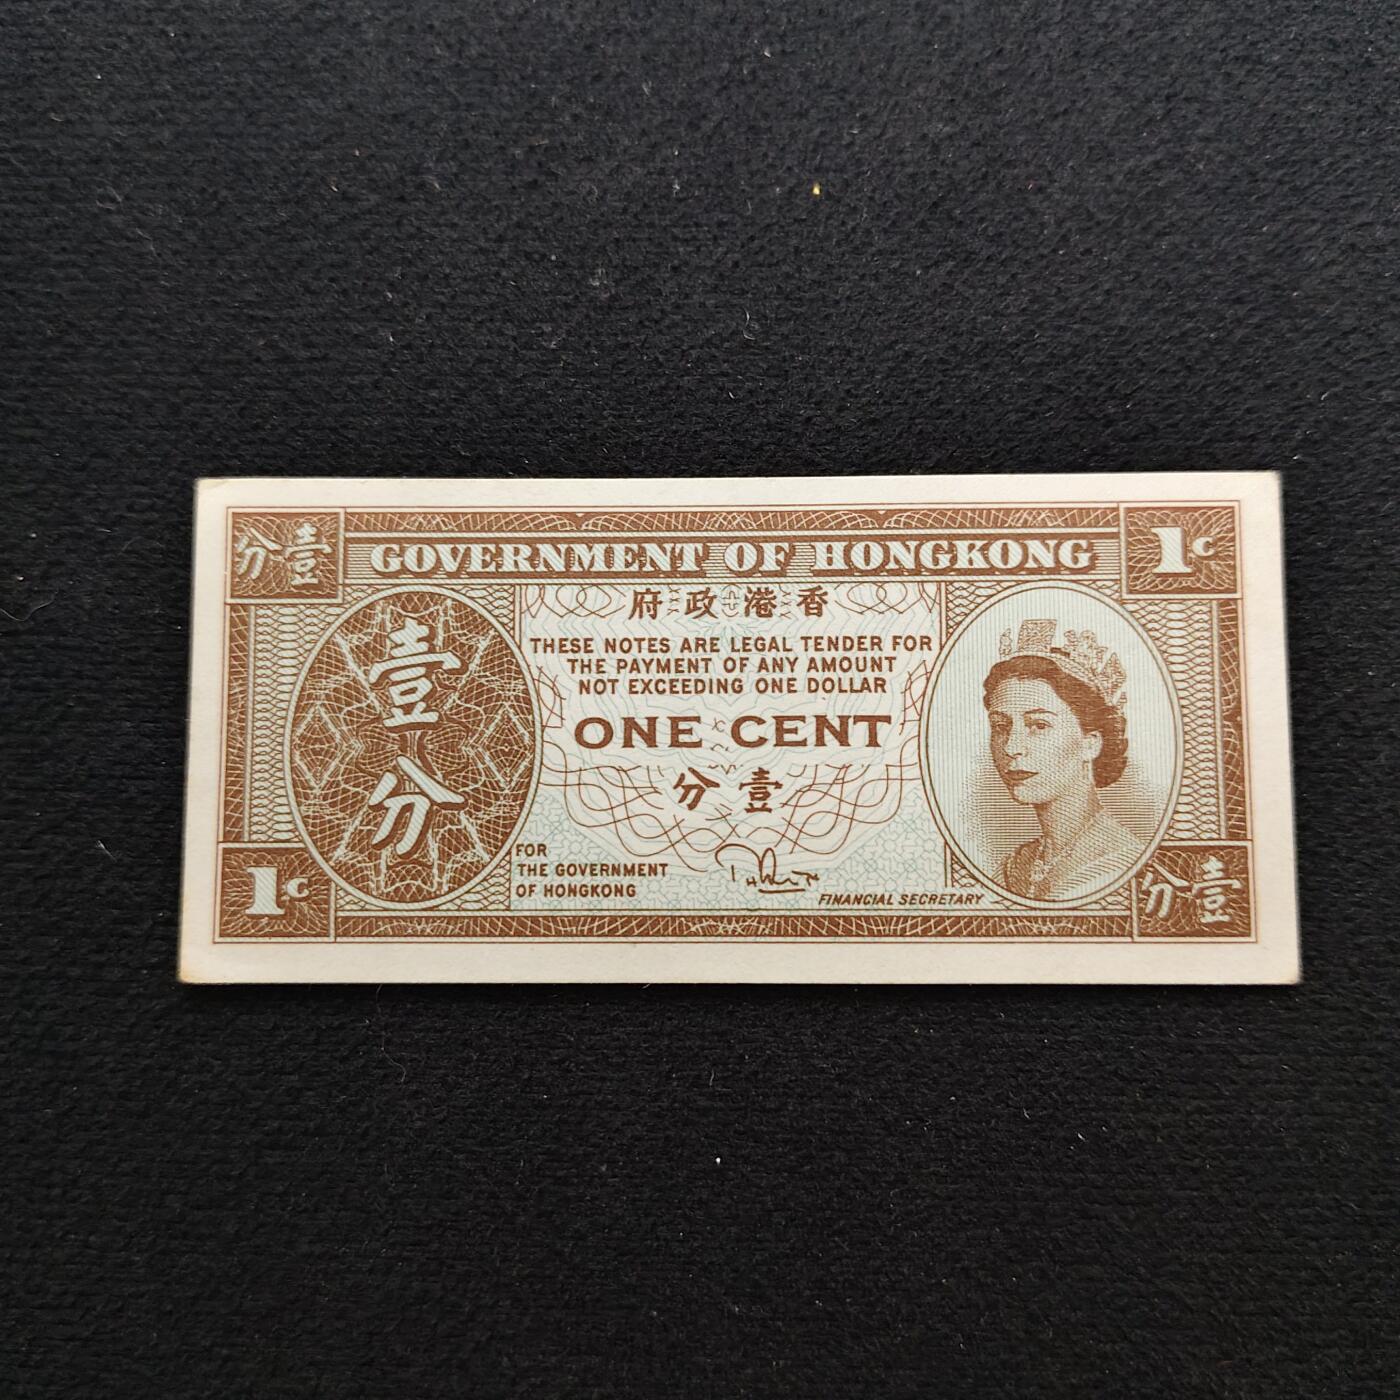 分壹
GOVERNMENT OF HONGKONG
1c
府政港香
THESE NOTES ARE LEGAL TENDER FOR
THE PAYMENT OF ANY AMOUNT
NOT EXCEEDING ONE DOLLAR
壹
分
ONE CENT
分壹
FOR
THE GOVERNMENT
OF HONGKONG
FINANCIAL SECRETARY
1c
分壹